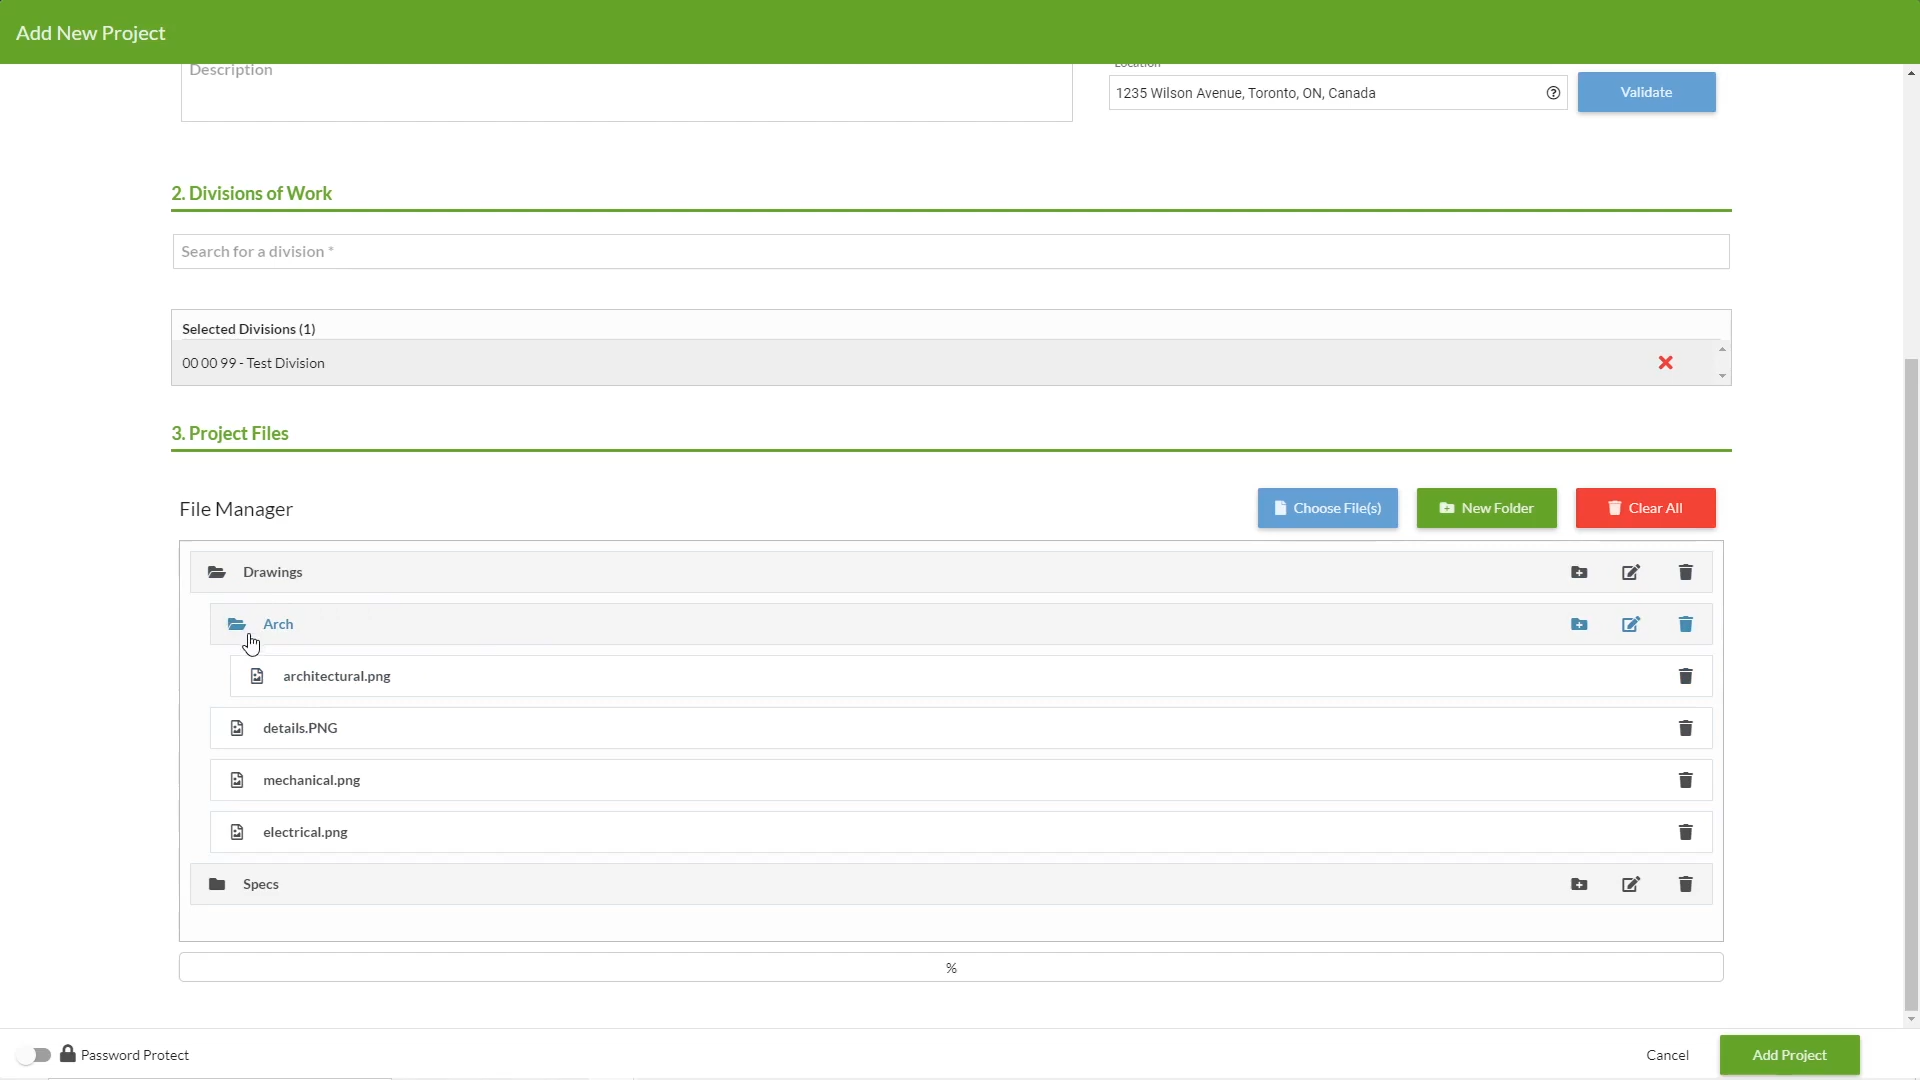 Add New Project
Description
Location
1235 Wilson Avenue, Toronto, ON, Canada
Validate
2. Divisions of Work
Search for a division *
Selected Divisions (1)
00 00 99 - Test Division
3. Project Files
File Manager
Choose File(s)
New Folder
Clear All
Drawings
Arch
architectural.png
details.PNG
mechanical.png
electrical.png
Specs
%
Password Protect
Cancel
Add Project